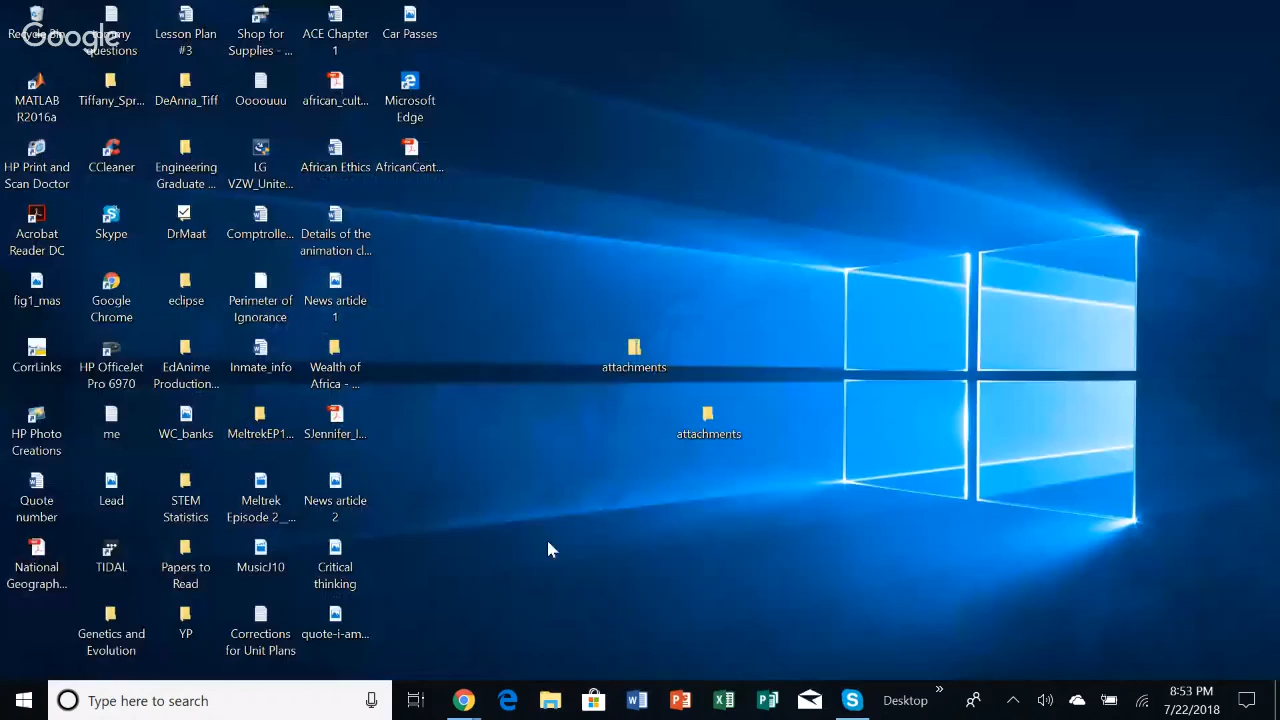 Google
Recycle Bin
questions
Lesson Plan
#3
Shop for
Supplies - ...
ACE Chapter
1
Car Passes
MATLAB
R2016a
Tiffany_Spr...
DeAnna_Tiff
Oooouuu
african_cult...
Microsoft
Edge
HP Print and
Scan Doctor
CCleaner
Engineering
Graduate ...
LG
VZW_Unite...
African Ethics
AfricanCent...
Acrobat
Reader DC
Skype
DrMaat
Comptrolle...
Details of the
animation cl...
fig1_mas
Google
Chrome
eclipse
Perimeter of
Ignorance
News article
1
CorrLinks
HP OfficeJet
Pro 6970
EdAnime
Production...
Inmate_info
Wealth of
Africa - ...
attachments
HP Photo
Creations
me
WC_banks
MeltrekEP1...
SJennifer_l...
attachments
Quote
number
Lead
STEM
Statistics
Meltrek
Episode 2_...
News article
2
National
Geograph...
TIDAL
Papers to
Read
MusicJ10
Critical
thinking
Genetics and
Evolution
YP
Corrections
for Unit Plans
quote-i-am...
Type here to search
Desktop
8:53 PM
7/22/2018